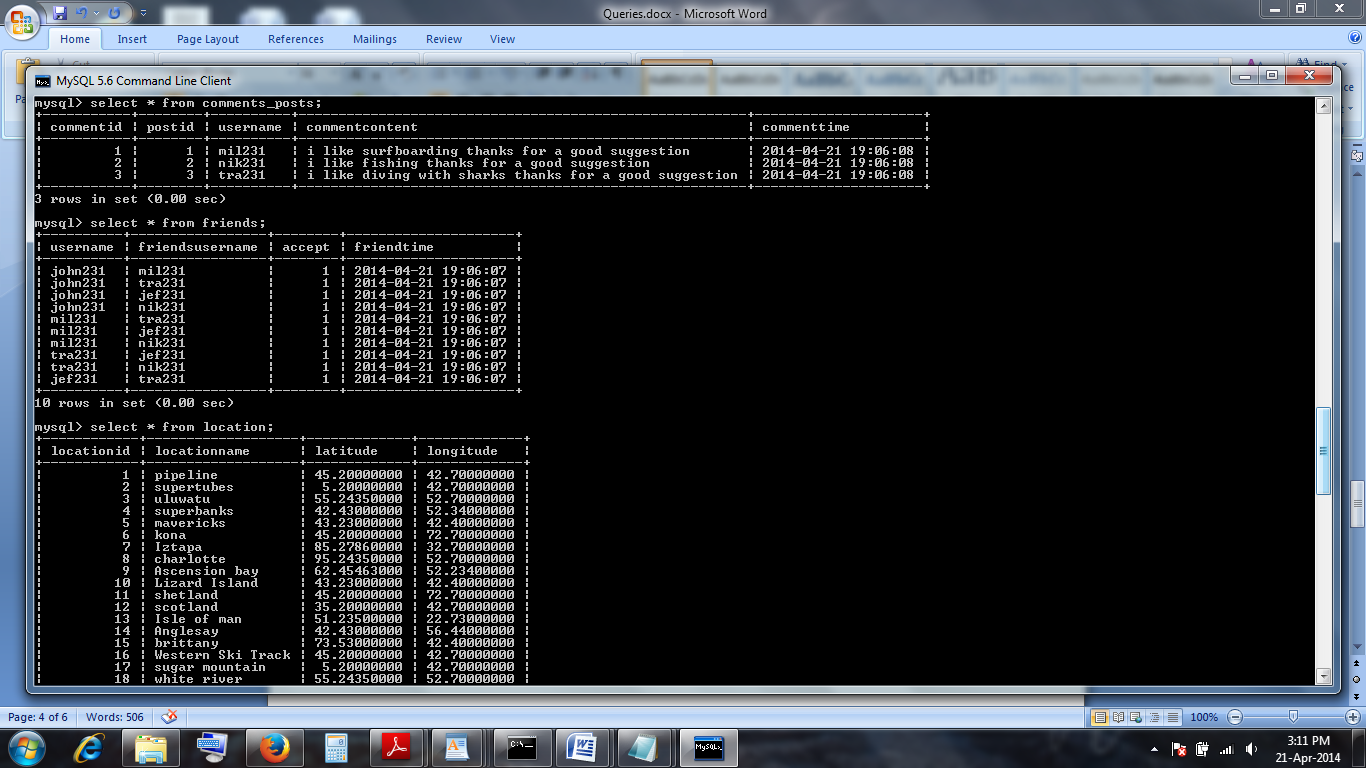 Queries.docx - Microsoft Word
Home Insert Page Layout References Mailings Review View
MySQL 5.6 Command Line Client
mysql> select * from comments_posts;
| commentid | postid | username | commentcontent | commenttime |
| 1 | 1 | mil231 | i like surfboarding thanks for a good suggestion | 2014-04-21 19:06:08 |
| 2 | 2 | nik231 | i like fishing thanks for a good suggestion | 2014-04-21 19:06:08 |
| 3 | 3 | tra231 | i like diving with sharks thanks for a good suggestion | 2014-04-21 19:06:08 |
3 rows in set (0.00 sec)
mysql> select * from friends;
| username | friendsusername | accept | friendtime |
| john231 | mil231 | 1 | 2014-04-21 19:06:07 |
| john231 | tra231 | 1 | 2014-04-21 19:06:07 |
| john231 | jef231 | 1 | 2014-04-21 19:06:07 |
| john231 | nik231 | 1 | 2014-04-21 19:06:07 |
| mil231 | tra231 | 1 | 2014-04-21 19:06:07 |
| mil231 | jef231 | 1 | 2014-04-21 19:06:07 |
| mil231 | nik231 | 1 | 2014-04-21 19:06:07 |
| tra231 | jef231 | 1 | 2014-04-21 19:06:07 |
| tra231 | nik231 | 1 | 2014-04-21 19:06:07 |
| jef231 | tra231 | 1 | 2014-04-21 19:06:07 |
10 rows in set (0.00 sec)
mysql> select * from location;
| locationid | locationname | latitude | longitude |
| 1 | pipeline | 45.20000000 | 42.70000000 |
| 2 | supertubes | 5.20000000 | 42.70000000 |
| 3 | uluwatu | 55.24350000 | 52.70000000 |
| 4 | superbanks | 42.43000000 | 52.34000000 |
| 5 | mavericks | 43.23000000 | 42.40000000 |
| 6 | kona | 45.20000000 | 72.70000000 |
| 7 | Iztapa | 85.27860000 | 32.70000000 |
| 8 | charlotte | 95.24350000 | 52.70000000 |
| 9 | Ascension bay | 62.45463000 | 52.23400000 |
| 10 | Lizard Island | 43.23000000 | 42.40000000 |
| 11 | shetland | 45.20000000 | 72.70000000 |
| 12 | scotland | 35.20000000 | 42.70000000 |
| 13 | Isle of man | 51.23500000 | 22.73000000 |
| 14 | Anglesay | 42.43000000 | 56.44000000 |
| 15 | brittany | 73.53000000 | 42.40000000 |
| 16 | Western Ski Track | 45.20000000 | 42.70000000 |
| 17 | sugar mountain | 5.20000000 | 42.70000000 |
| 18 | white river | 55.24350000 | 52.70000000 |
Page: 4 of 6 Words: 506 100%
3:11 PM
21-Apr-2014